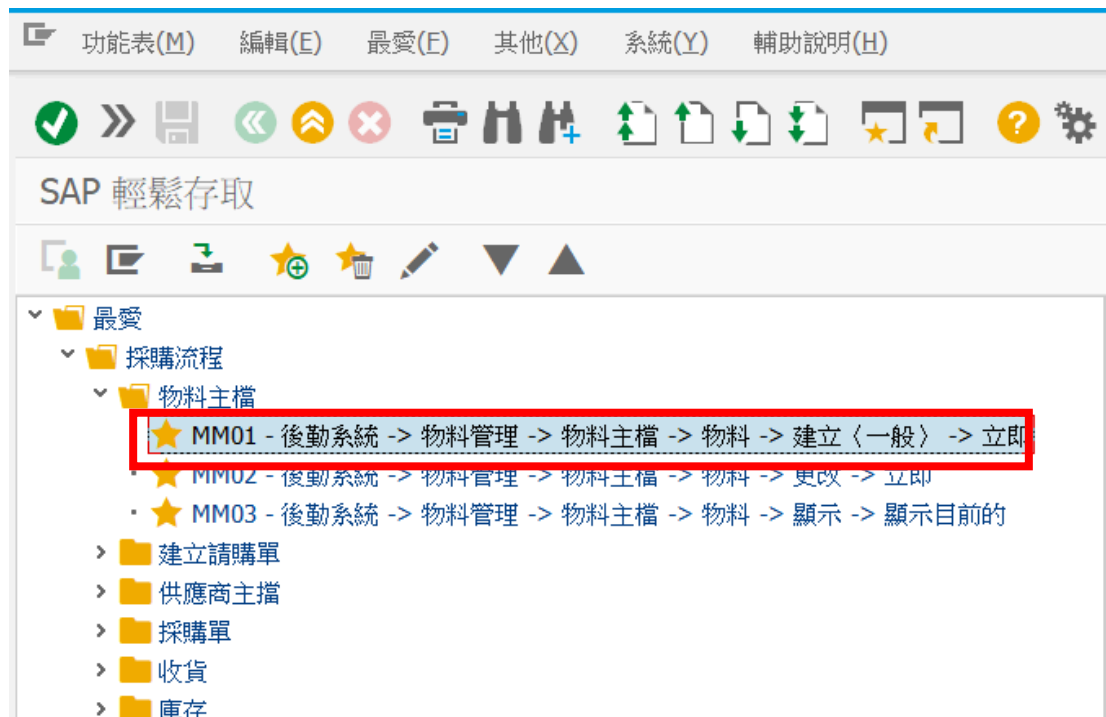 功能表(M) 編輯(E) 最愛(F) 其他(X) 系統(Y) 輔助說明(H)
SAP 輕鬆存取
最愛
採購流程
物料主檔
MM01 - 後勤系統 -> 物料管理 -> 物料主檔 -> 物料 -> 建立〈一般〉 -> 立即
MM02 - 後勤系統 -> 物料管理 -> 物料主檔 -> 物料 -> 更改 -> 立即
MM03 - 後勤系統 -> 物料管理 -> 物料主檔 -> 物料 -> 顯示 -> 顯示目前的
建立請購單
供應商主擋
採購單
收貨
庫存